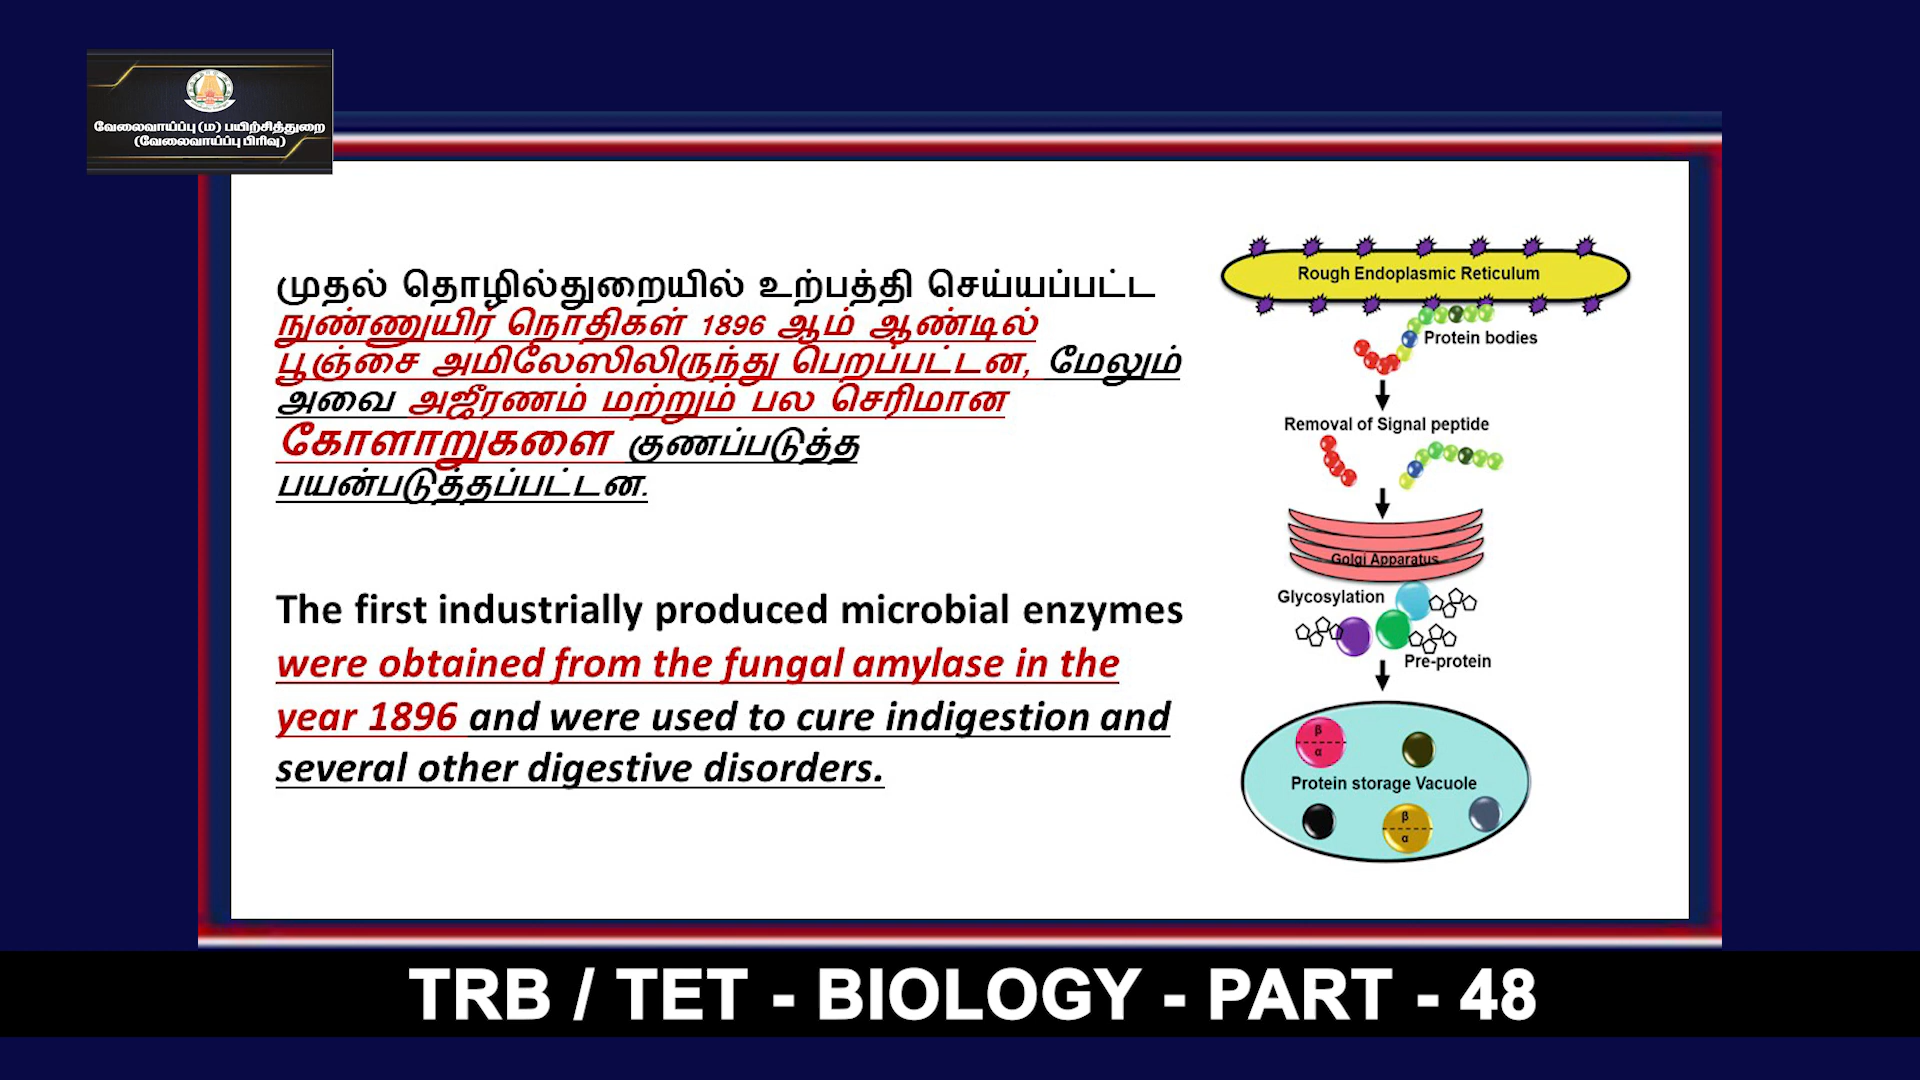 வேலைவாய்ப்பு (ம) பயிற்சித்துறை
(வேலைவாய்ப்பு பிரிவு)
முதல் தொழில்துறையில் உற்பத்தி செய்யப்பட்ட
நுண்ணுயிர் நொதிகள் 1896 ஆம் ஆண்டில்
பூஞ்சை அமிலேஸிலிருந்து பெறப்பட்டன, மேலும்
அவை அஜீரணம் மற்றும் பல செரிமான
கோளாறுகளை குணப்படுத்த
பயன்படுத்தப்பட்டன.
The first industrially produced microbial enzymes
were obtained from the fungal amylase in the
year 1896 and were used to cure indigestion and
several other digestive disorders.
Rough Endoplasmic Reticulum
Protein bodies
Removal of Signal peptide
Golgi Apparatus
Glycosylation
Pre-protein
β
α
Protein storage Vacuole
β
α
TRB / TET - BIOLOGY - PART - 48